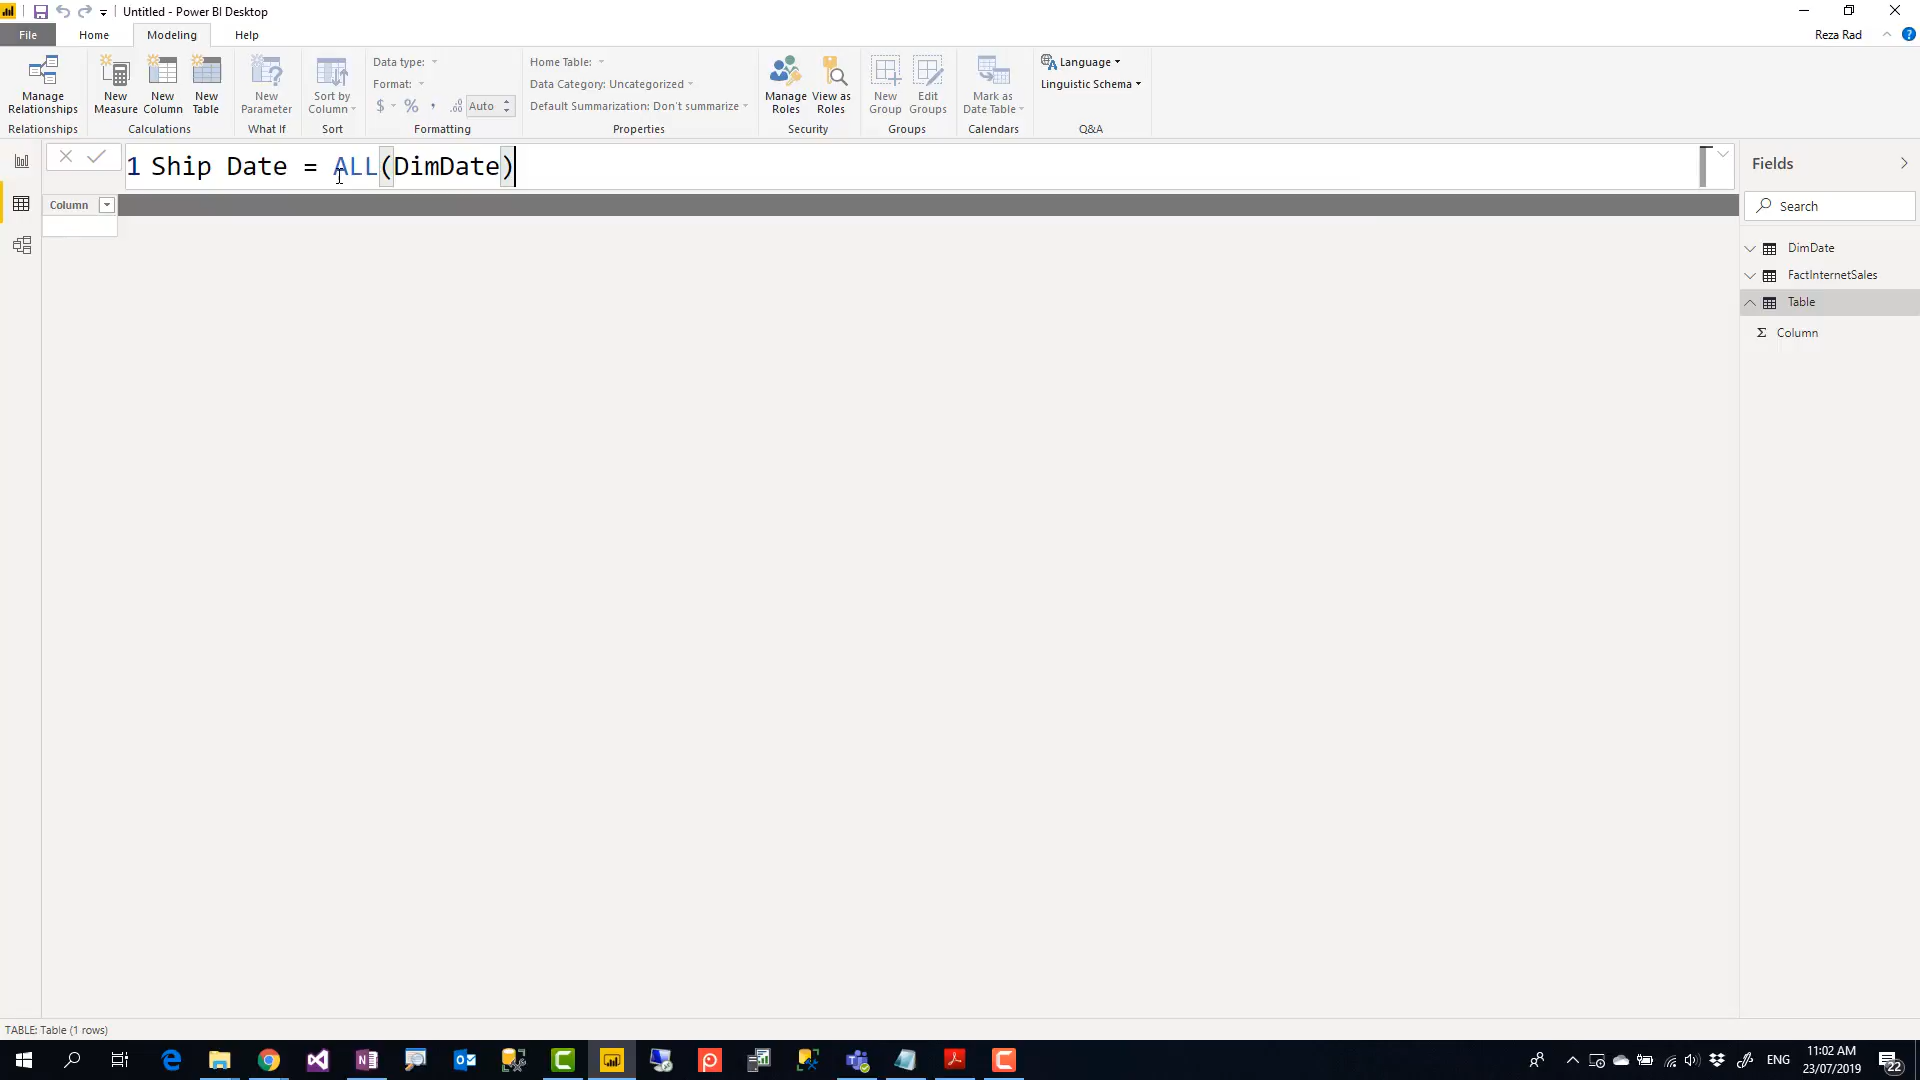 Untitled - Power BI Desktop
File Home Modeling Help Reza Rad
Manage Relationships
New Measure
New Column
New Table
New Parameter
Sort by Column
Data type:
Format:
$ % , Auto
Home Table:
Data Category: Uncategorized
Default Summarization: Don't summarize
Manage Roles
View as Roles
New Group
Edit Groups
Mark as Date Table
Language
Linguistic Schema
Relationships Calculations What If Sort Formatting Properties Security Groups Calendars Q&A
1 Ship Date = ALL(DimDate)
Column
Fields
Search
DimDate
FactInternetSales
Table
Σ Column
TABLE: Table (1 rows)
ENG
11:02 AM
23/07/2019
22